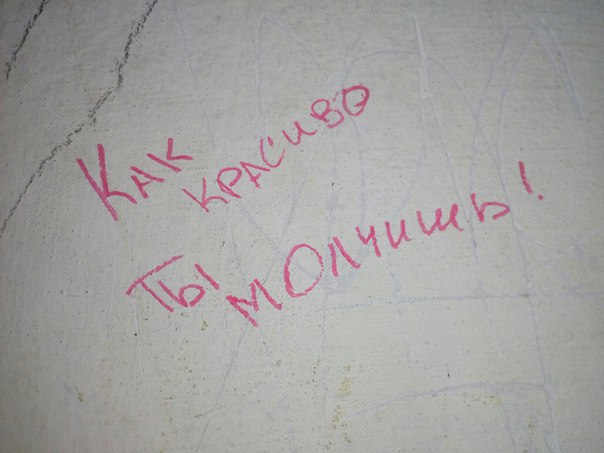 Как красиво
Ты молчишь!